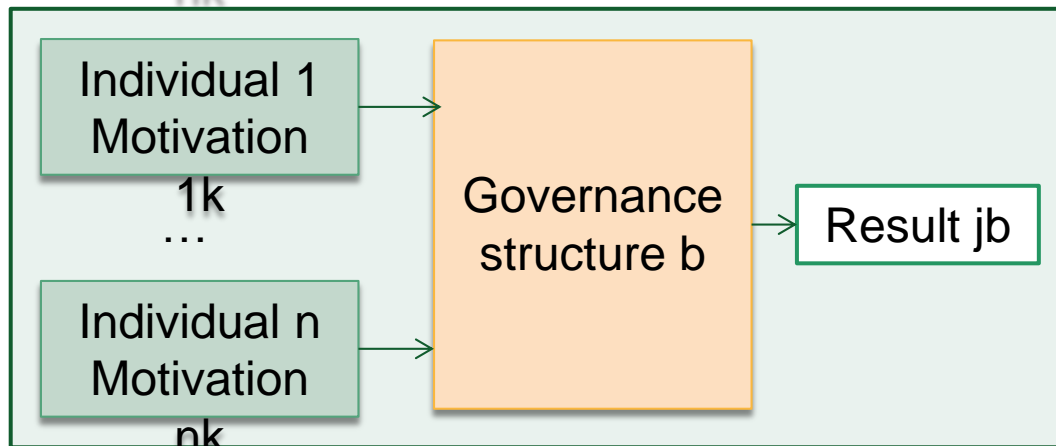 Individual 1
Motivation
1k
…
Individual n
Motivation
nk
Governance
structure b
Result jb